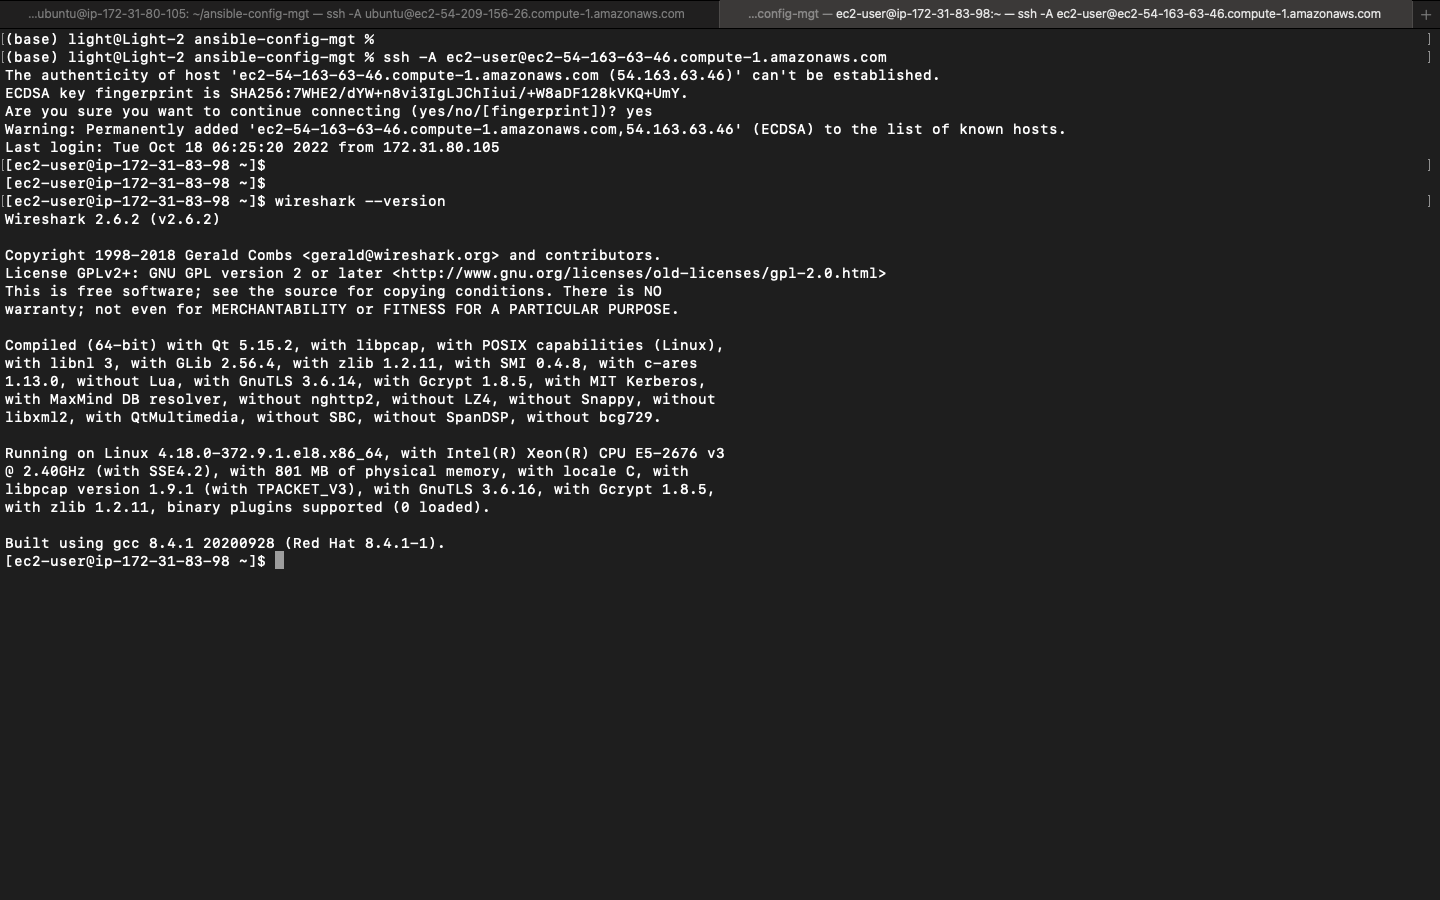 ...ubuntu@ip-172-31-80-105: ~/ansible-config-mgt — ssh -A ubuntu@ec2-54-209-156-26.compute-1.amazonaws.com
...config-mgt — ec2-user@ip-172-31-83-98:~ — ssh -A ec2-user@ec2-54-163-63-46.compute-1.amazonaws.com +
[(base) light@Light-2 ansible-config-mgt % ]
[(base) light@Light-2 ansible-config-mgt % ssh -A ec2-user@ec2-54-163-63-46.compute-1.amazonaws.com ]
The authenticity of host 'ec2-54-163-63-46.compute-1.amazonaws.com (54.163.63.46)' can't be established.
ECDSA key fingerprint is SHA256:7WHE2/dYW+n8vi3IgLJChIiui/+W8aDF128kVKQ+UmY.
Are you sure you want to continue connecting (yes/no/[fingerprint])? yes
Warning: Permanently added 'ec2-54-163-63-46.compute-1.amazonaws.com,54.163.63.46' (ECDSA) to the list of known hosts.
Last login: Tue Oct 18 06:25:20 2022 from 172.31.80.105
[[ec2-user@ip-172-31-83-98 ~]$ ]
[ec2-user@ip-172-31-83-98 ~]$
[[ec2-user@ip-172-31-83-98 ~]$ wireshark --version ]
Wireshark 2.6.2 (v2.6.2)
Copyright 1998-2018 Gerald Combs <gerald@wireshark.org> and contributors.
License GPLv2+: GNU GPL version 2 or later <http://www.gnu.org/licenses/old-licenses/gpl-2.0.html>
This is free software; see the source for copying conditions. There is NO
warranty; not even for MERCHANTABILITY or FITNESS FOR A PARTICULAR PURPOSE.
Compiled (64-bit) with Qt 5.15.2, with libpcap, with POSIX capabilities (Linux),
with libnl 3, with GLib 2.56.4, with zlib 1.2.11, with SMI 0.4.8, with c-ares
1.13.0, without Lua, with GnuTLS 3.6.14, with Gcrypt 1.8.5, with MIT Kerberos,
with MaxMind DB resolver, without nghttp2, without LZ4, without Snappy, without
libxml2, with QtMultimedia, without SBC, without SpanDSP, without bcg729.
Running on Linux 4.18.0-372.9.1.el8.x86_64, with Intel(R) Xeon(R) CPU E5-2676 v3
@ 2.40GHz (with SSE4.2), with 801 MB of physical memory, with locale C, with
libpcap version 1.9.1 (with TPACKET_V3), with GnuTLS 3.6.16, with Gcrypt 1.8.5,
with zlib 1.2.11, binary plugins supported (0 loaded).
Built using gcc 8.4.1 20200928 (Red Hat 8.4.1-1).
[ec2-user@ip-172-31-83-98 ~]$